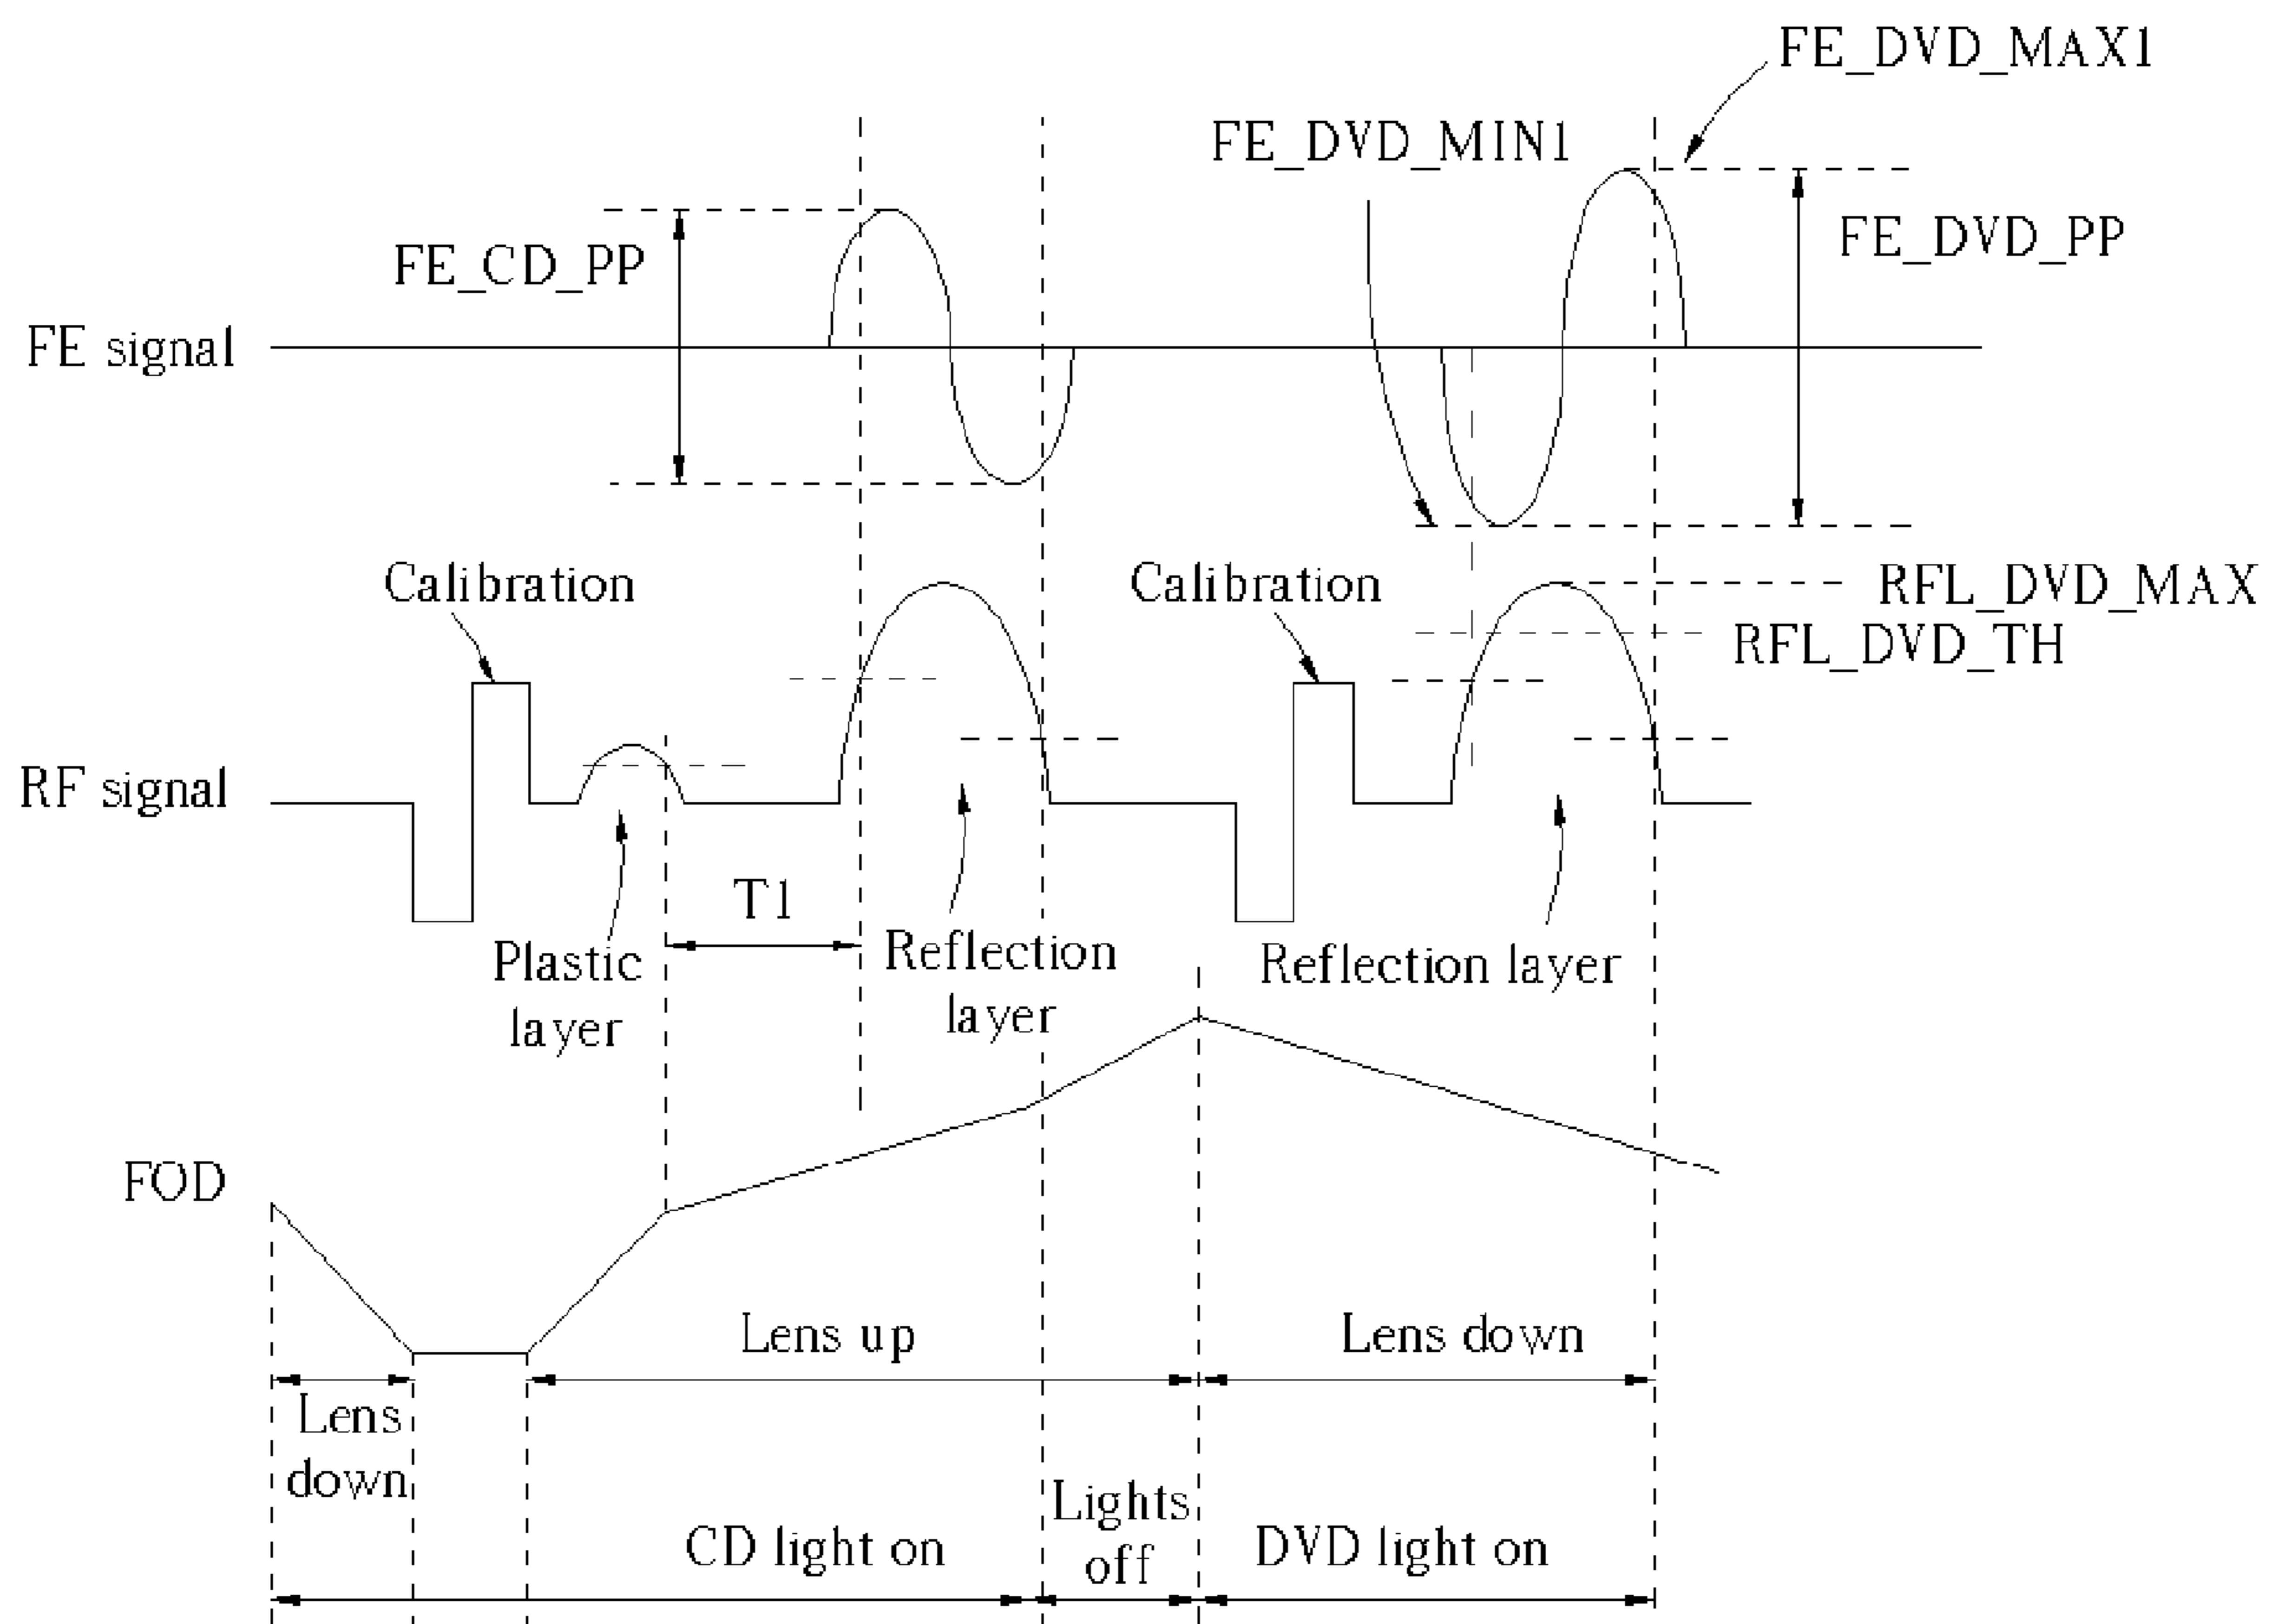 FE_DVD_MAX1
FE_DVD_MIN1
FE_CD_PP
FE_DVD_PP
FE signal
Calibration
Calibration
RFL_DVD_MAX
RFL_DVD_TH
RF signal
T1
Plastic
layer
Reflection
layer
Reflection layer
FOD
Lens up
Lens down
Lens
down
Lights
off
CD light on
DVD light on